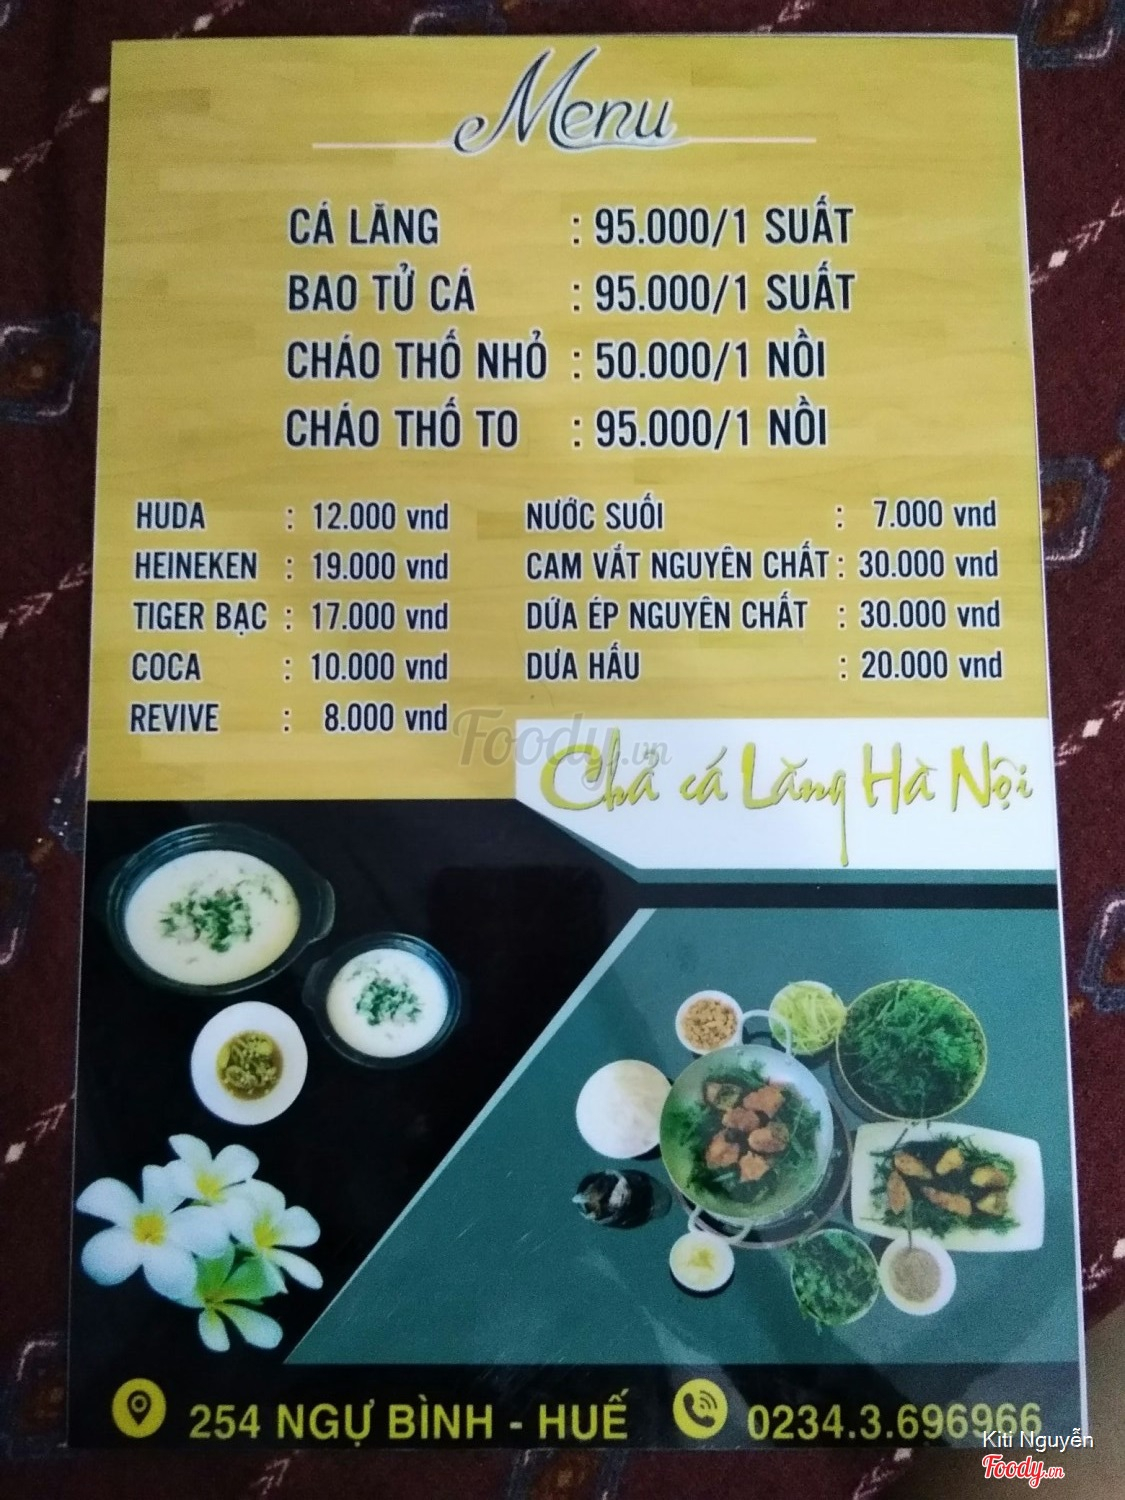 Menu
CÁ LĂNG : 95.000/1 SUẤT
BAO TỬ CÁ : 95.000/1 SUẤT
CHÁO THỐ NHỎ : 50.000/1 NỒI
CHÁO THỐ TO : 95.000/1 NỒI
HUDA : 12.000 vnd
HEINEKEN : 19.000 vnd
TIGER BẠC : 17.000 vnd
COCA : 10.000 vnd
REVIVE : 8.000 vnd
NƯỚC SUỐI : 7.000 vnd
CAM VẮT NGUYÊN CHẤT : 30.000 vnd
DỨA ÉP NGUYÊN CHẤT : 30.000 vnd
DƯA HẤU : 20.000 vnd
Foody.vn
Chả cá Lăng Hà Nội
254 NGỰ BÌNH - HUẾ
0234.3.696966
Kiti Nguyễn
Foody.vn